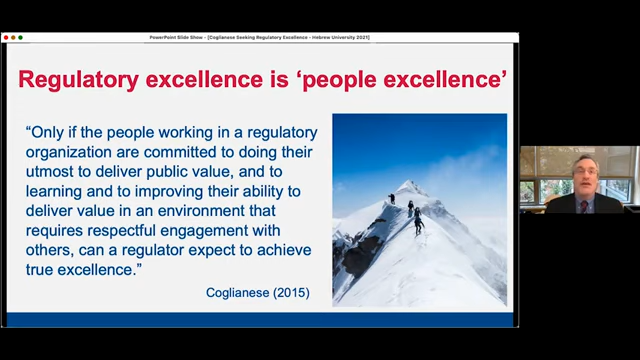 PowerPoint Slide Show - [Coglianese Seeking Regulatory Excellence - Hebrew University 2021]
Regulatory excellence is ‘people excellence’
“Only if the people working in a regulatory
organization are committed to doing their
utmost to deliver public value, and to
learning and to improving their ability to
deliver value in an environment that
requires respectful engagement with
others, can a regulator expect to achieve
true excellence.”
Coglianese (2015)